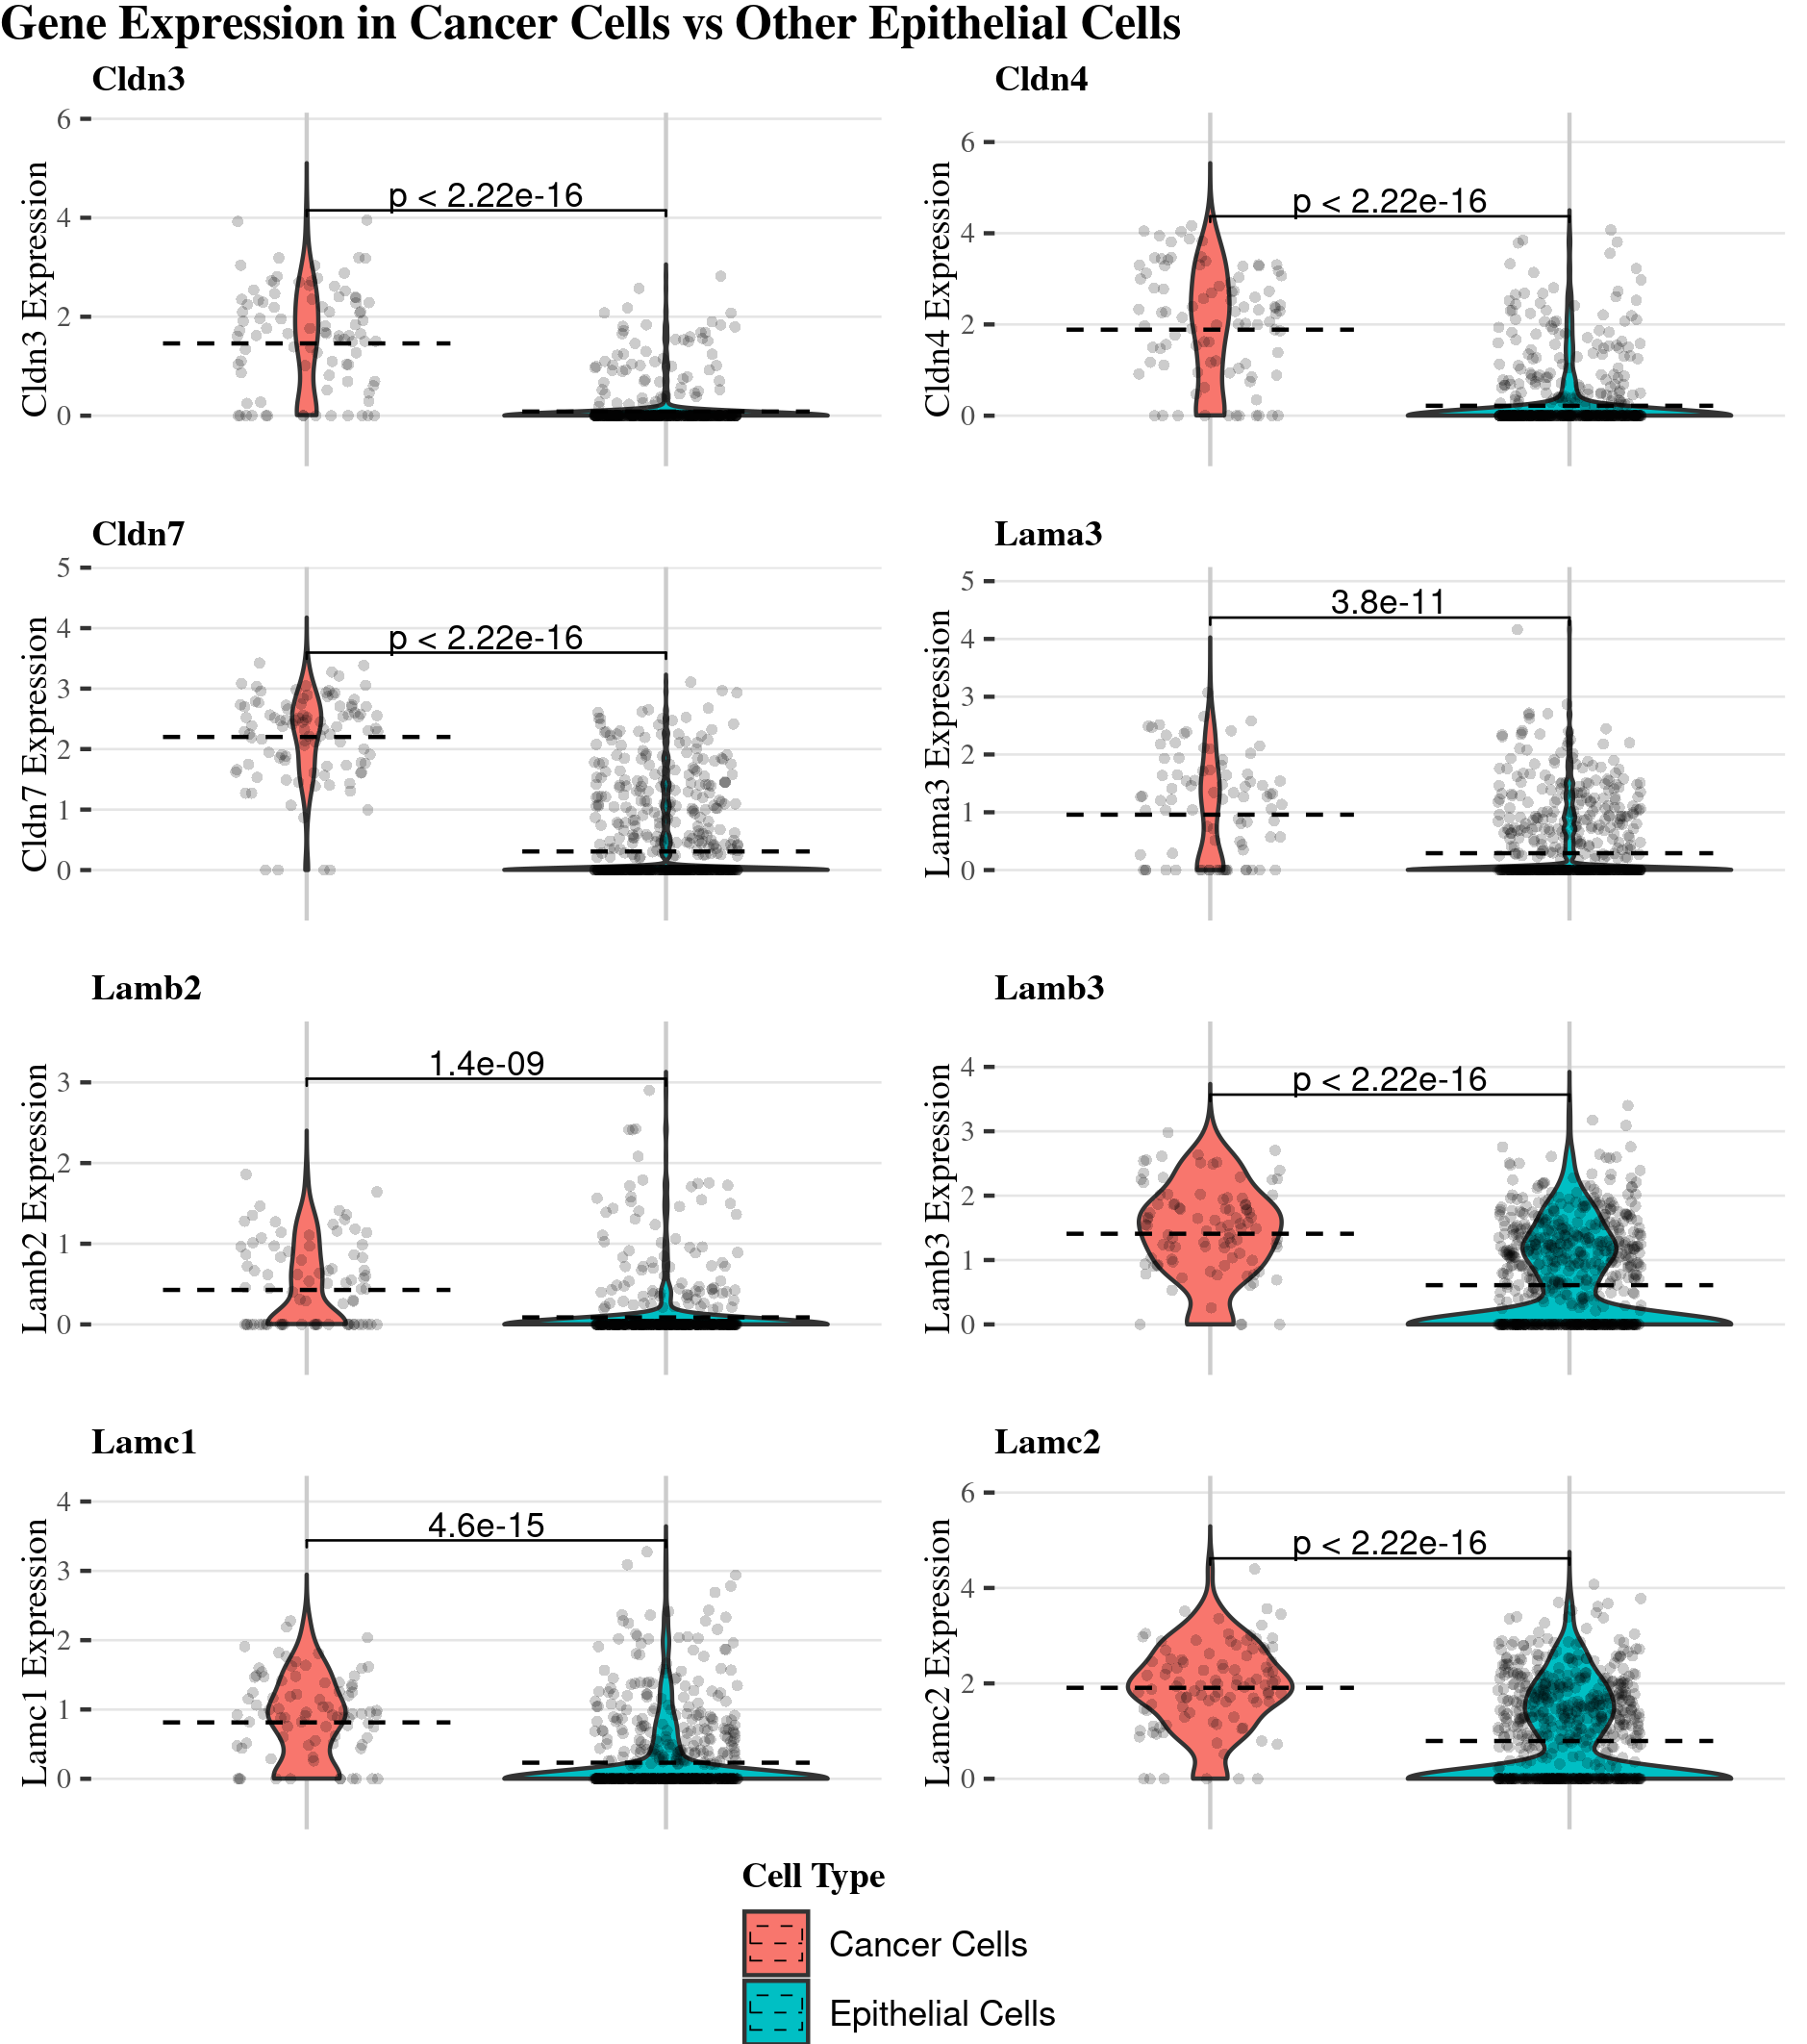 Gene Expression in Cancer Cells vs Other Epithelial Cells
Cldn3
Cldn3 Expression
6
4
2
0
p < 2.22e-16
Cldn4
Cldn4 Expression
6
4
2
0
p < 2.22e-16
Cldn7
Cldn7 Expression
5
4
3
2
1
0
p < 2.22e-16
Lama3
Lama3 Expression
5
4
3
2
1
0
3.8e-11
Lamb2
Lamb2 Expression
3
2
1
0
1.4e-09
Lamb3
Lamb3 Expression
4
3
2
1
0
p < 2.22e-16
Lamc1
Lamc1 Expression
4
3
2
1
0
4.6e-15
Lamc2
Lamc2 Expression
6
4
2
0
p < 2.22e-16
Cell Type
Cancer Cells
Epithelial Cells